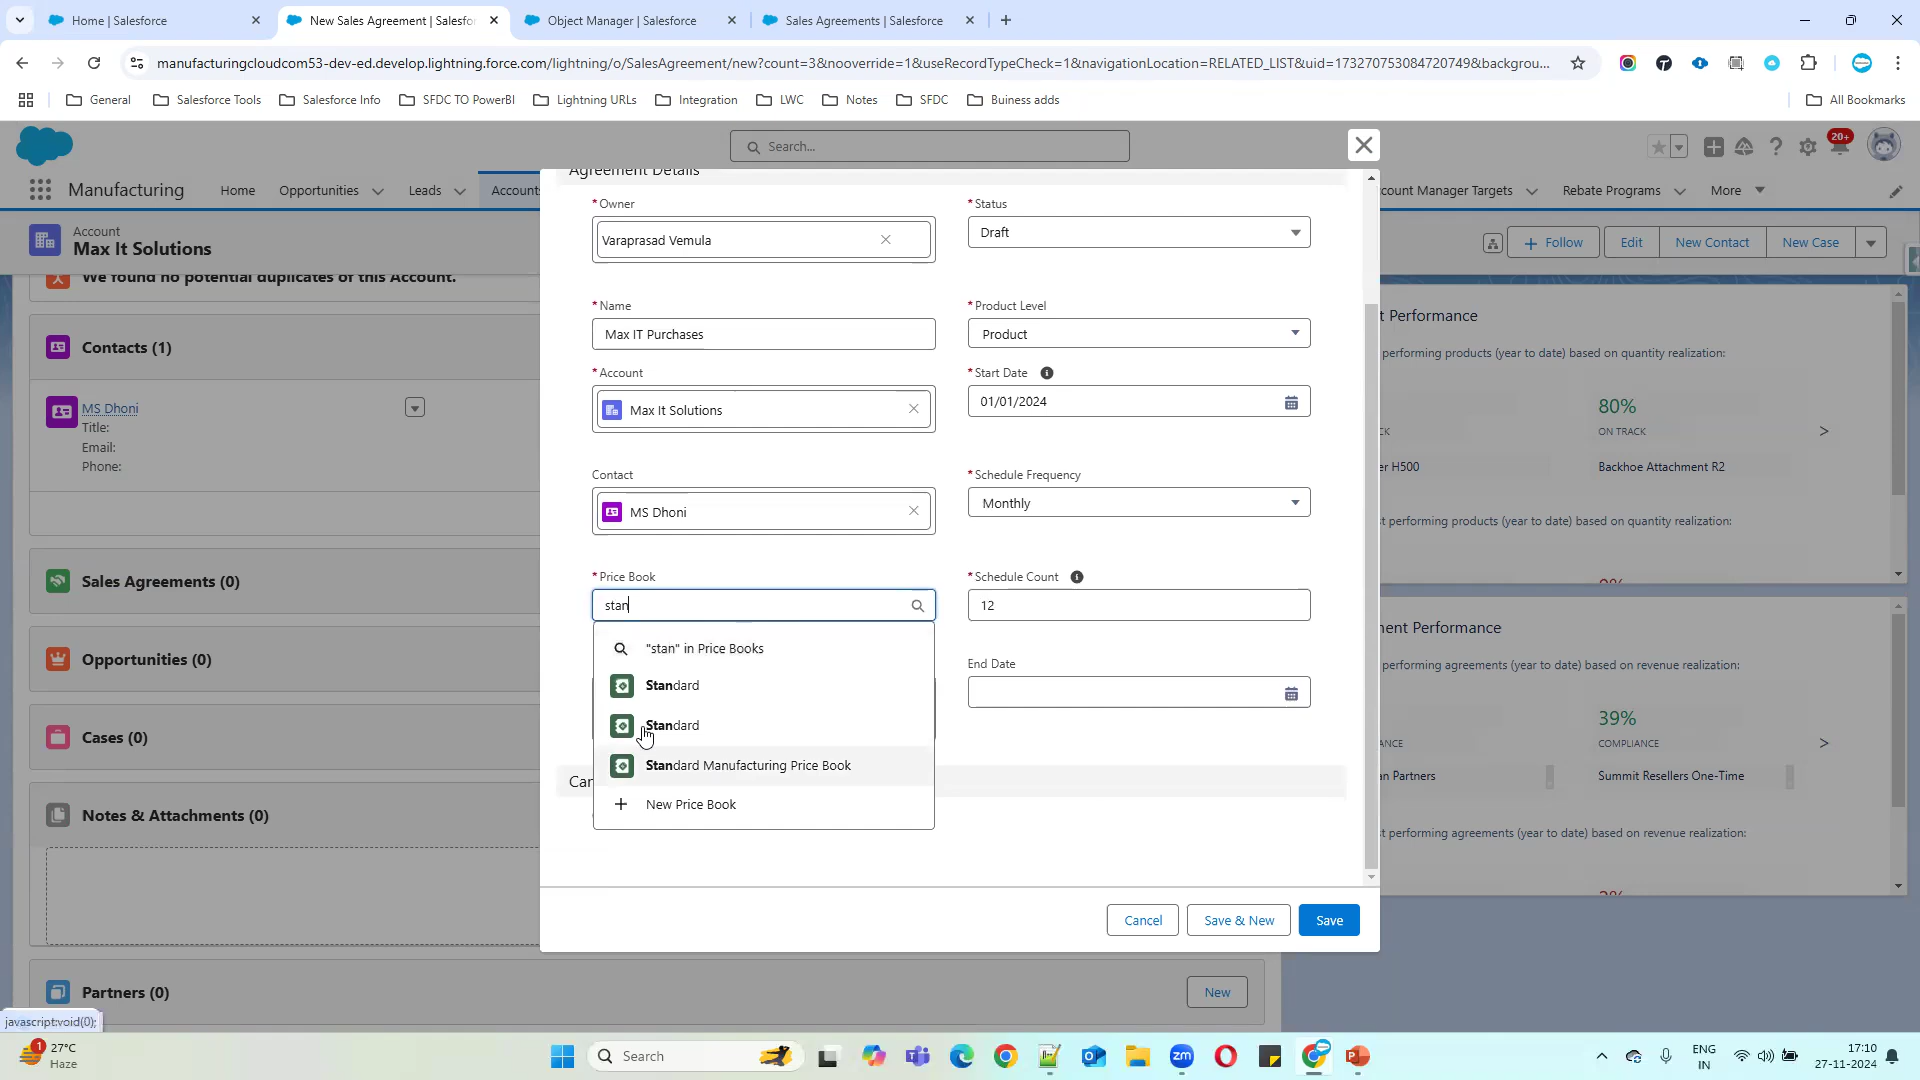 Home | Salesforce
New Sales Agreement | Salesfor
Object Manager | Salesforce
Sales Agreements | Salesforce
manufacturingcloudcom53-dev-ed.develop.lightning.force.com/lightning/o/SalesAgreement/new?count=3&nooverride=1&useRecordTypeCheck=1&navigationLocation=RELATED_LIST&uid=173270753084720749&backgrou...
General
Salesforce Tools
Salesforce Info
SFDC TO PowerBI
Lightning URLs
Integration
LWC
Notes
SFDC
Buiness adds
All Bookmarks
Search...
20+
Manufacturing
Home
Opportunities
Leads
Accounts
ccount Manager Targets
Rebate Programs
More
Account
Max It Solutions
Follow
Edit
New Contact
New Case
We found no potential duplicates of this Account.
Contacts (1)
MS Dhoni
Title:
Email:
Phone:
Sales Agreements (0)
Opportunities (0)
Cases (0)
Notes & Attachments (0)
Partners (0)
New
Agreement Details
*Owner
Varaprasad Vemula
*Status
Draft
*Name
Max IT Purchases
*Product Level
Product
*Account
Max It Solutions
*Start Date
01/01/2024
Contact
MS Dhoni
*Schedule Frequency
Monthly
*Price Book
stan
*Schedule Count
12
"stan" in Price Books
Standard
Standard
Standard Manufacturing Price Book
New Price Book
End Date
Can
Cancel
Save & New
Save
t Performance
performing products (year to date) based on quantity realization:
80%
CK
ON TRACK
er H500
Backhoe Attachment R2
t performing products (year to date) based on quantity realization:
nent Performance
performing agreements (year to date) based on revenue realization:
39%
ANCE
COMPLIANCE
an Partners
Summit Resellers One-Time
t performing agreements (year to date) based on revenue realization:
javascript:void(0);
1
27°C
Haze
Search
ENG
IN
17:10
27-11-2024